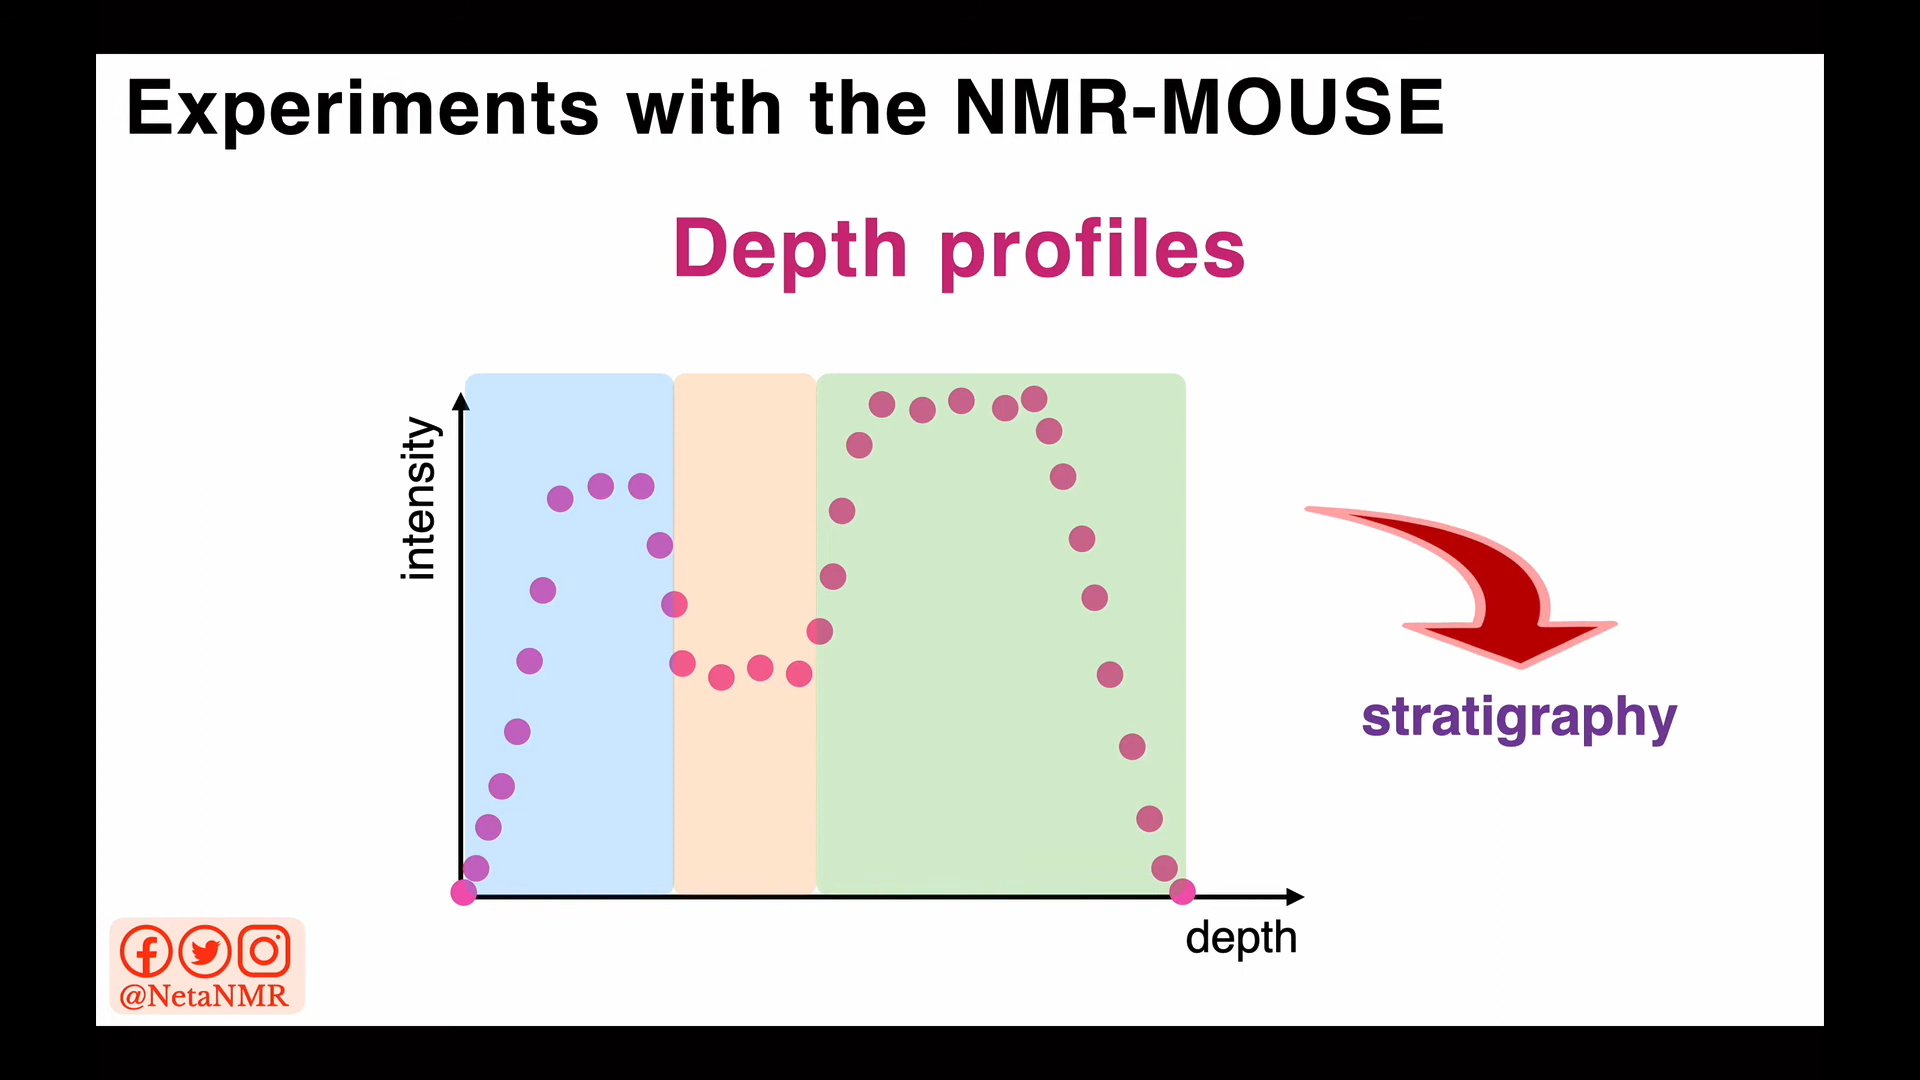 Experiments with the NMR-MOUSE
Depth profiles
intensity
depth
stratigraphy
@NetaNMR